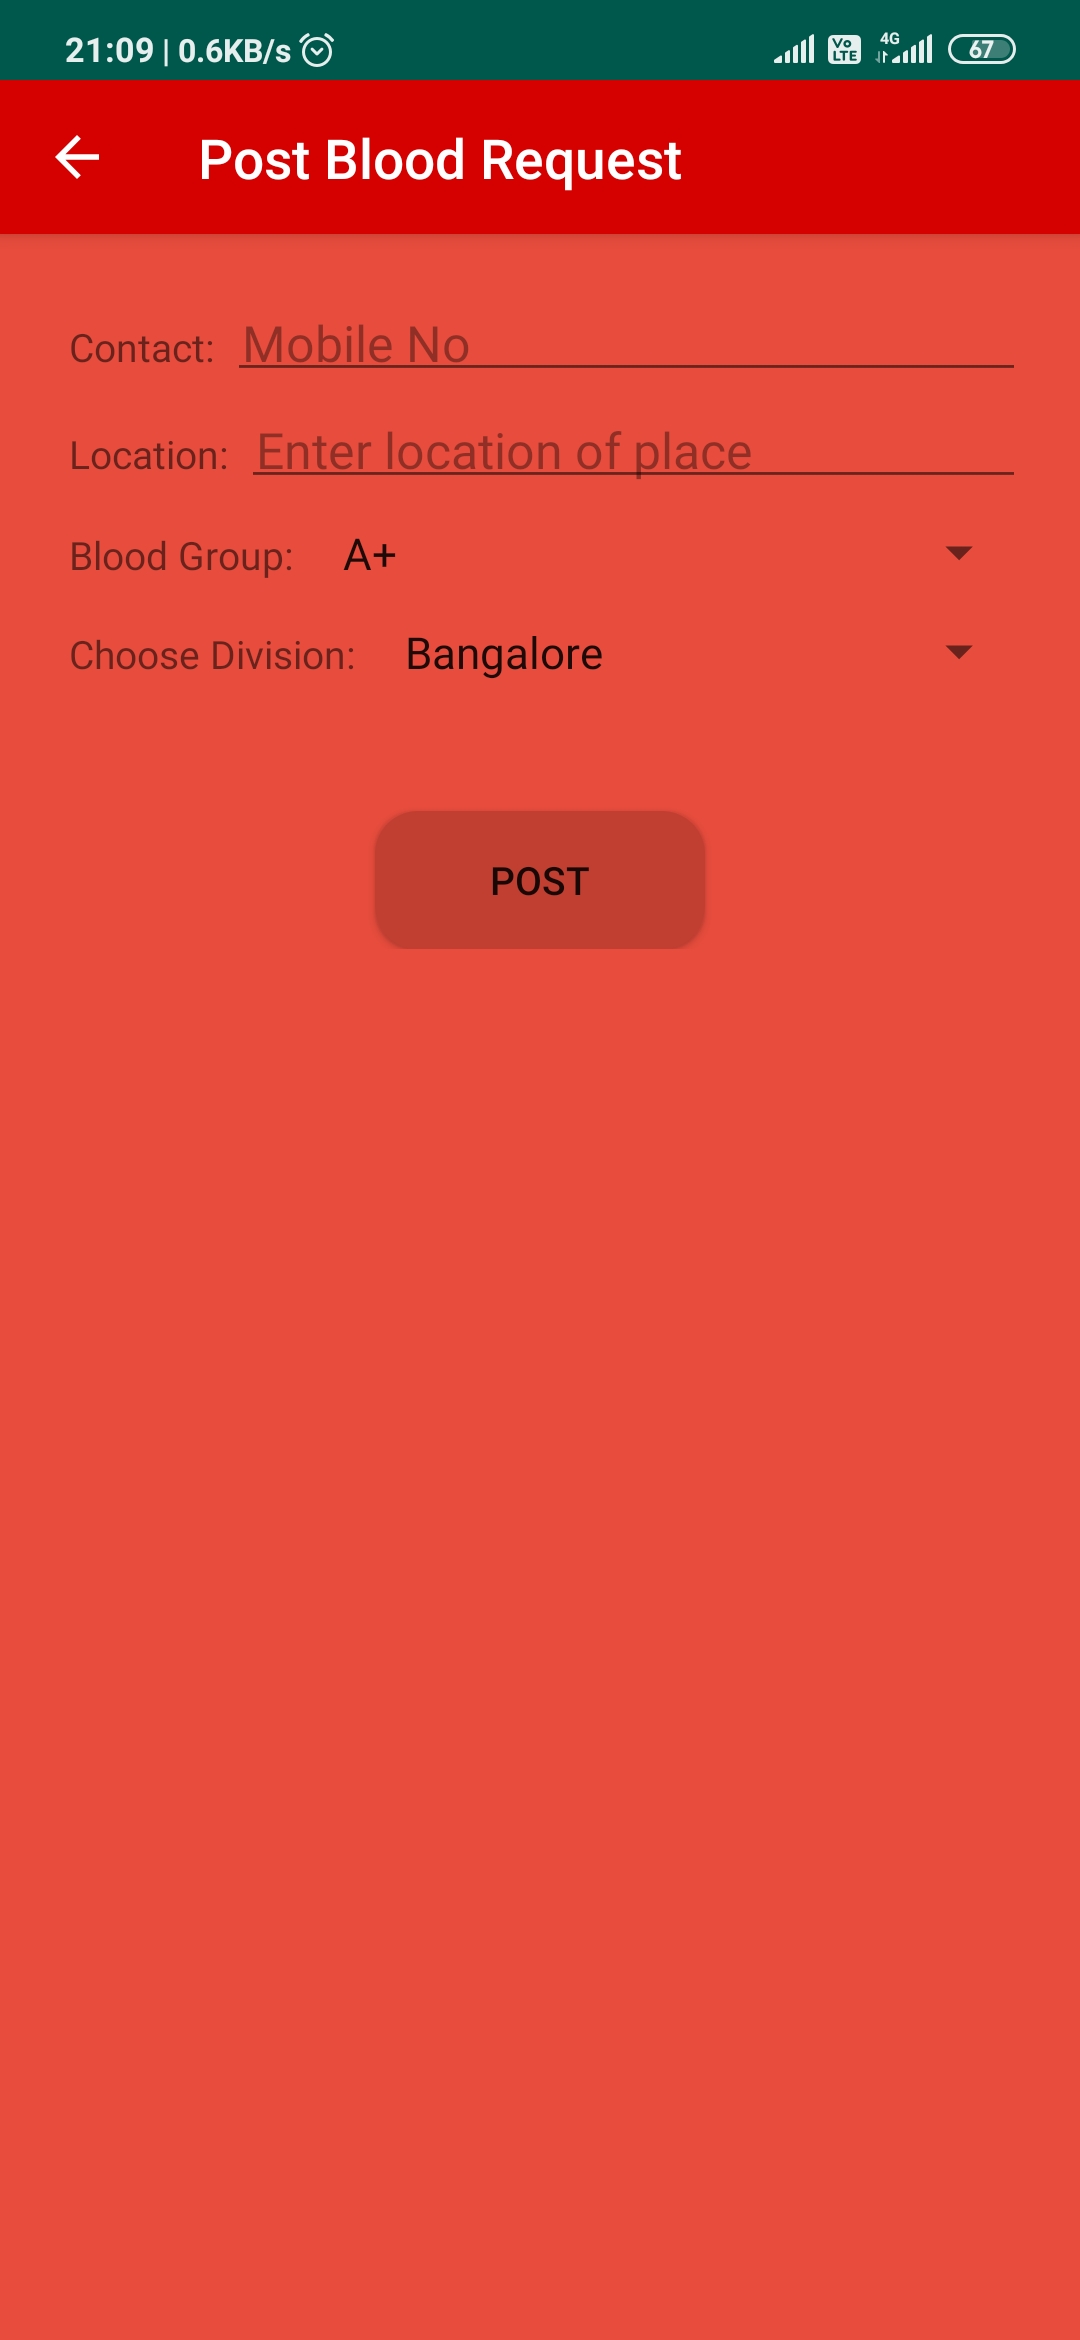 21:09 | 0.6KB/s Vo LTE 4G 67
Post Blood Request
Contact: Mobile No
Location: Enter location of place
Blood Group: A+
Choose Division: Bangalore
POST